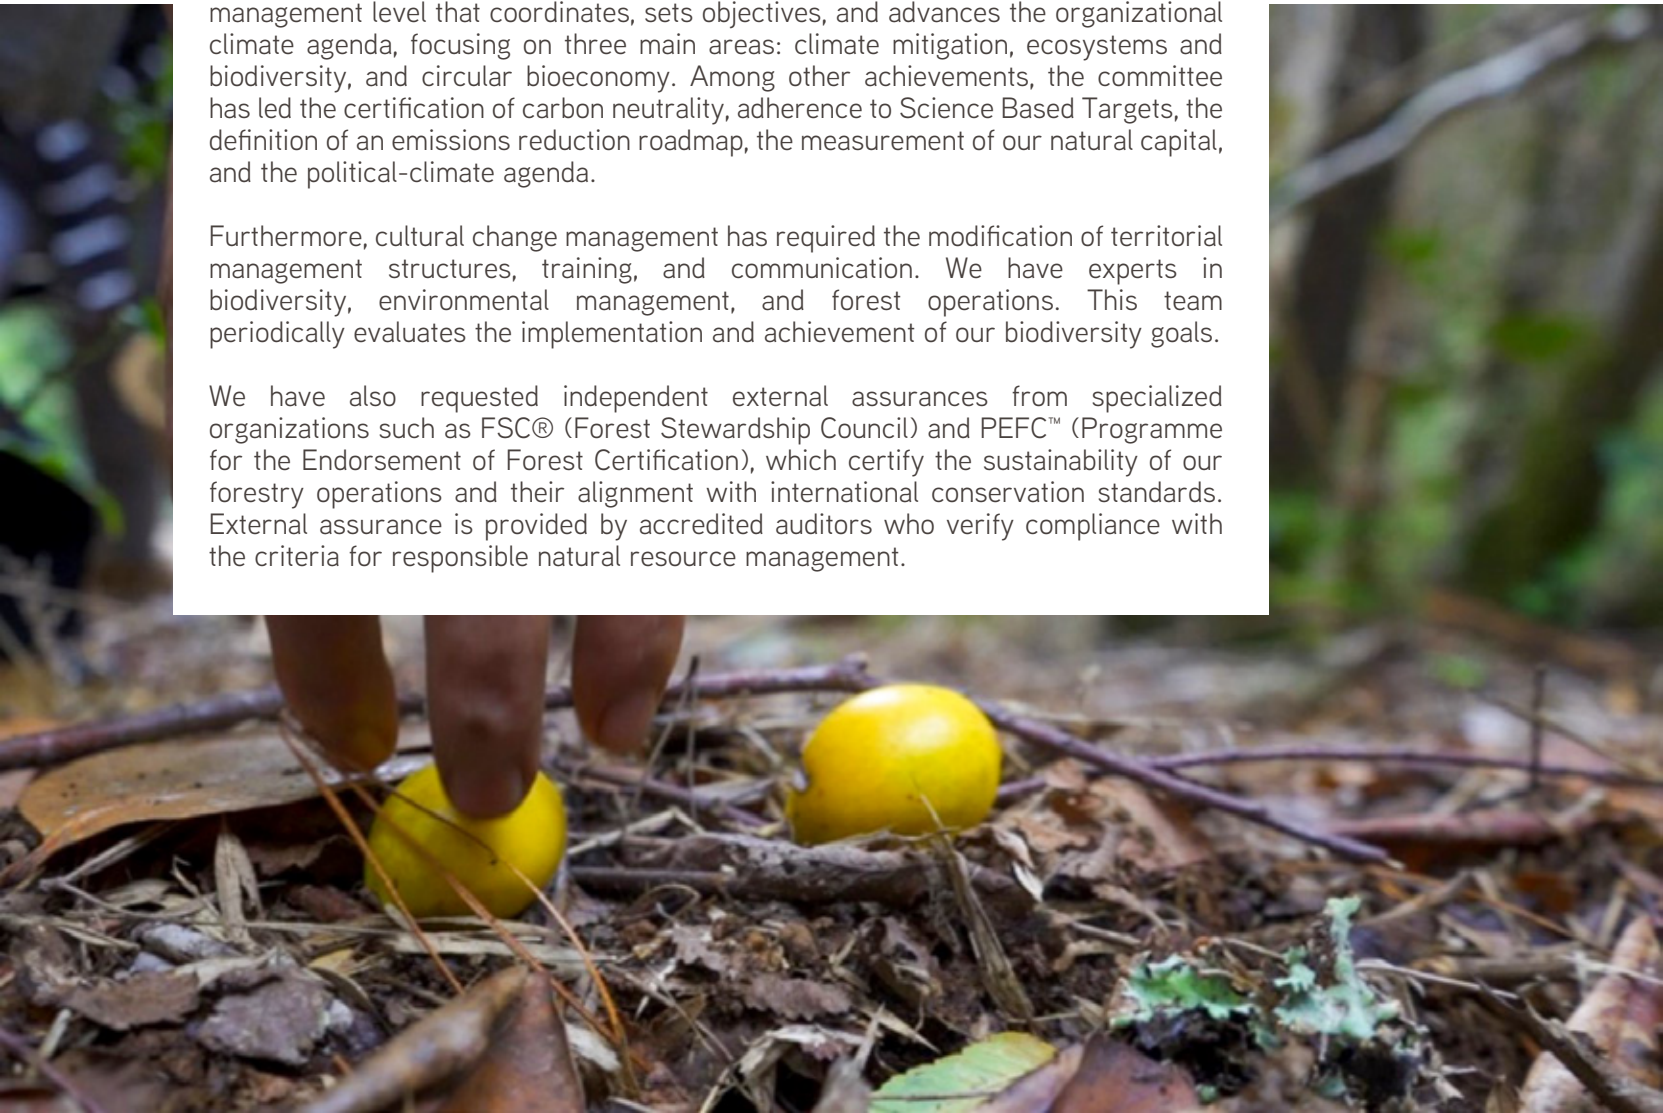 management level that coordinates, sets objectives, and advances the organizational
climate agenda, focusing on three main areas: climate mitigation, ecosystems and
biodiversity, and circular bioeconomy. Among other achievements, the committee
has led the certification of carbon neutrality, adherence to Science Based Targets, the
definition of an emissions reduction roadmap, the measurement of our natural capital,
and the political-climate agenda.
Furthermore, cultural change management has required the modification of territorial
management structures, training, and communication. We have experts in
biodiversity, environmental management, and forest operations. This team
periodically evaluates the implementation and achievement of our biodiversity goals.
We have also requested independent external assurances from specialized
organizations such as FSC® (Forest Stewardship Council) and PEFC™ (Programme
for the Endorsement of Forest Certification), which certify the sustainability of our
forestry operations and their alignment with international conservation standards.
External assurance is provided by accredited auditors who verify compliance with
the criteria for responsible natural resource management.